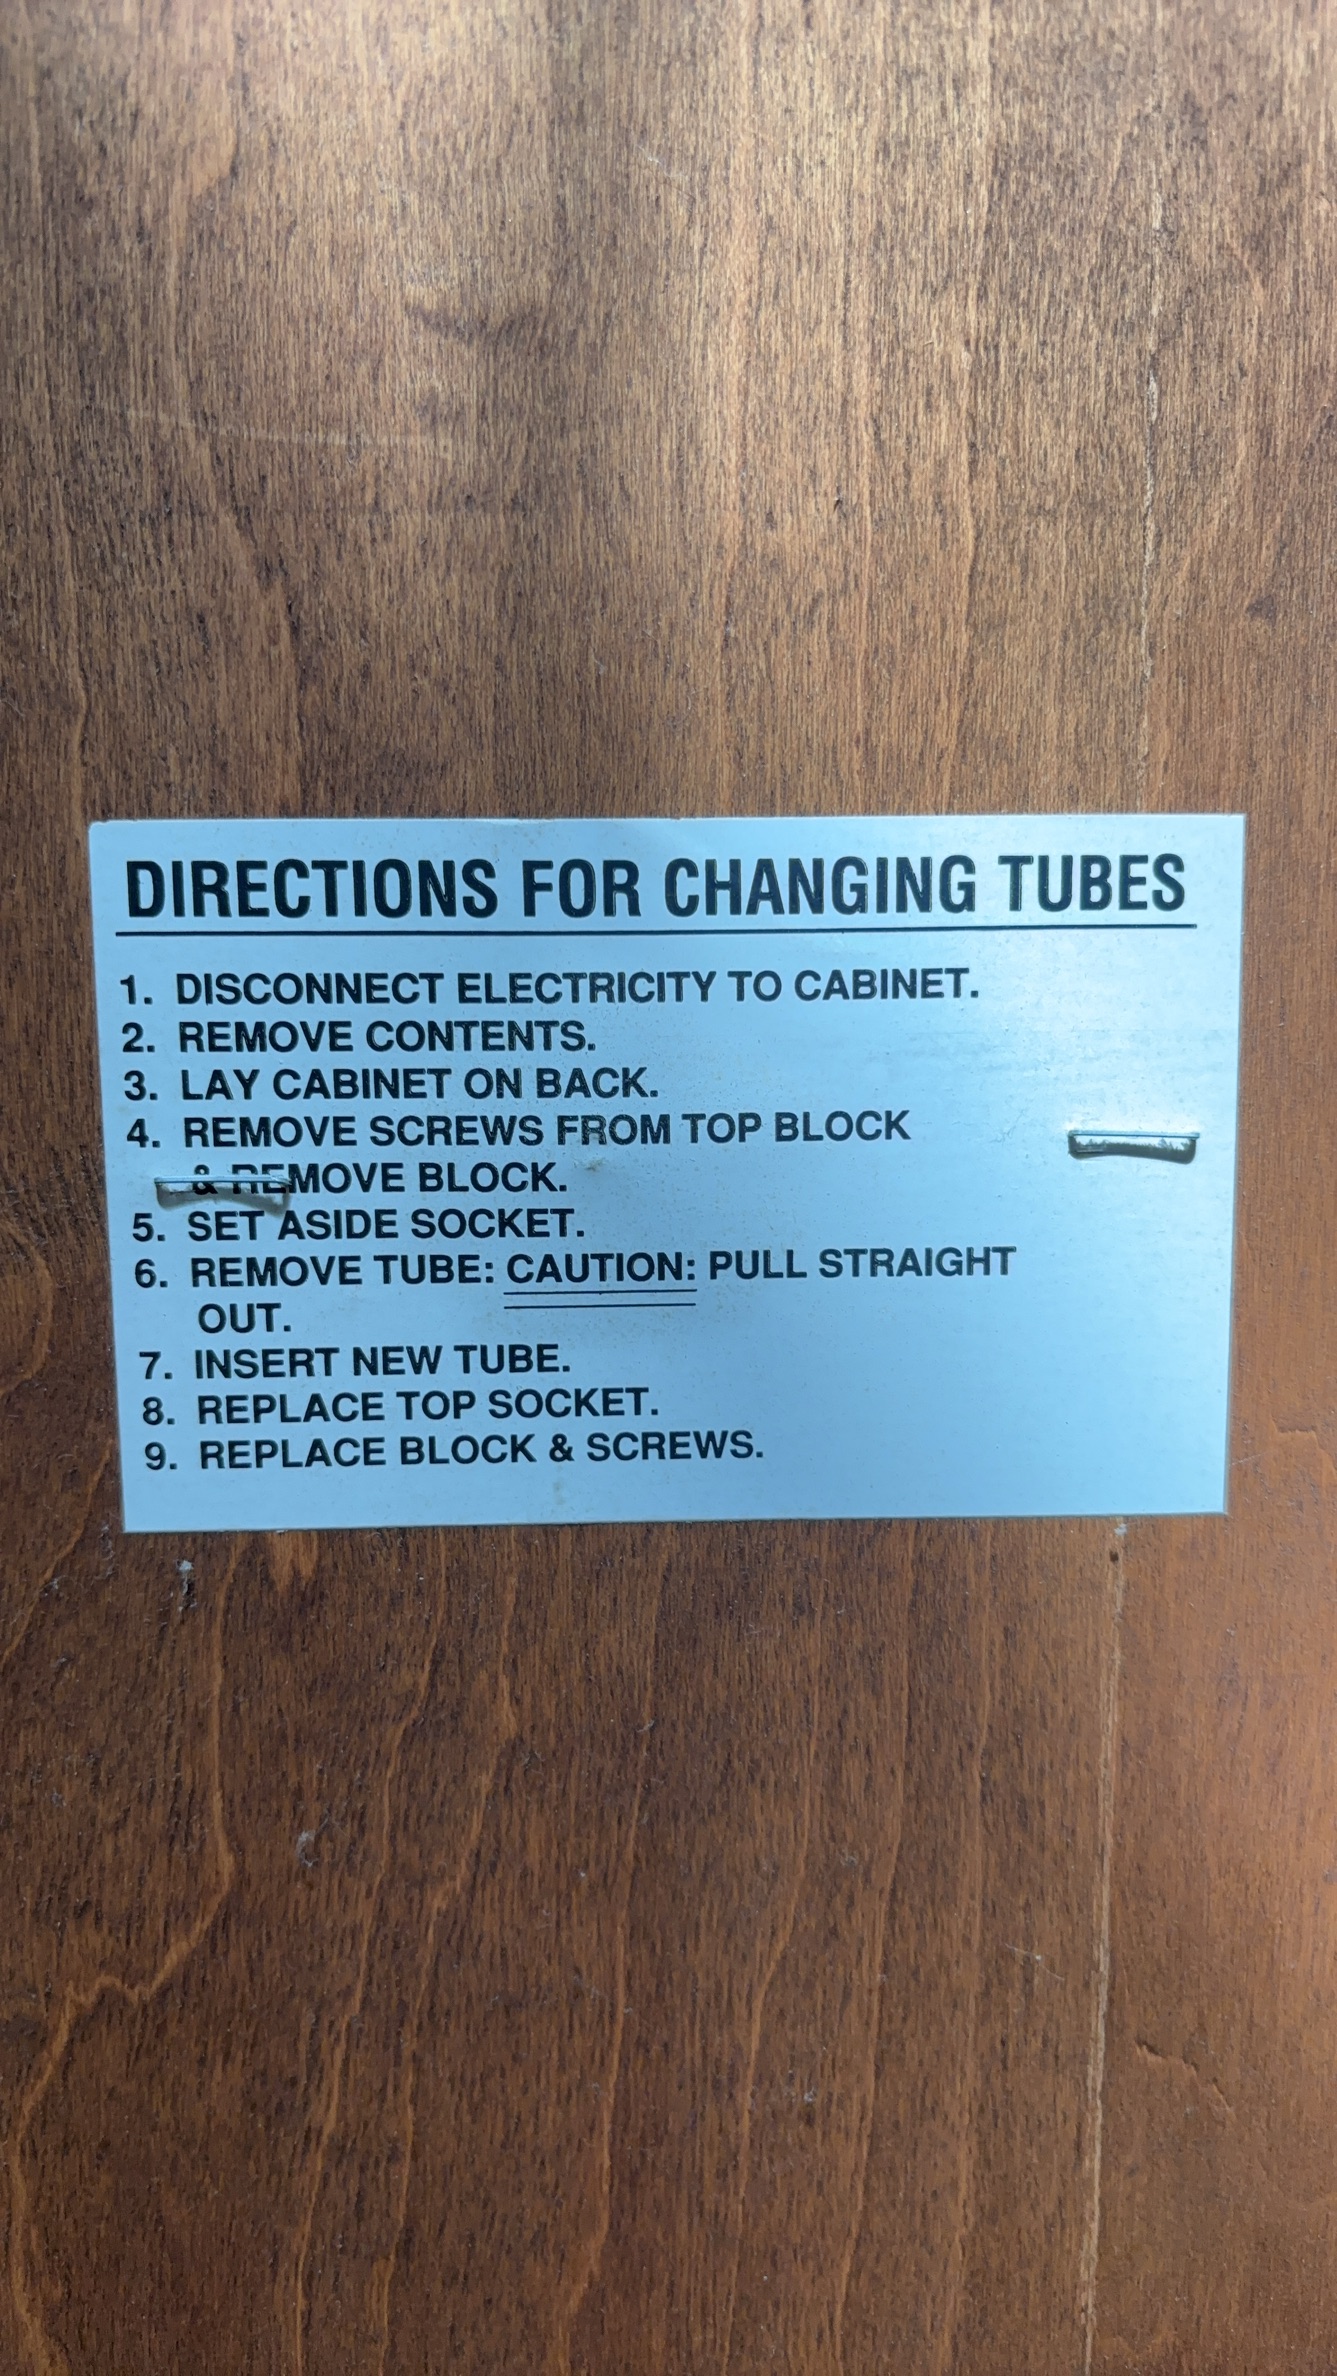 DIRECTIONS FOR CHANGING TUBES
1. DISCONNECT ELECTRICITY TO CABINET.
2. REMOVE CONTENTS.
3. LAY CABINET ON BACK.
4. REMOVE SCREWS FROM TOP BLOCK
& REMOVE BLOCK.
5. SET ASIDE SOCKET.
6. REMOVE TUBE: CAUTION: PULL STRAIGHT
OUT.
7. INSERT NEW TUBE.
8. REPLACE TOP SOCKET.
9. REPLACE BLOCK & SCREWS.